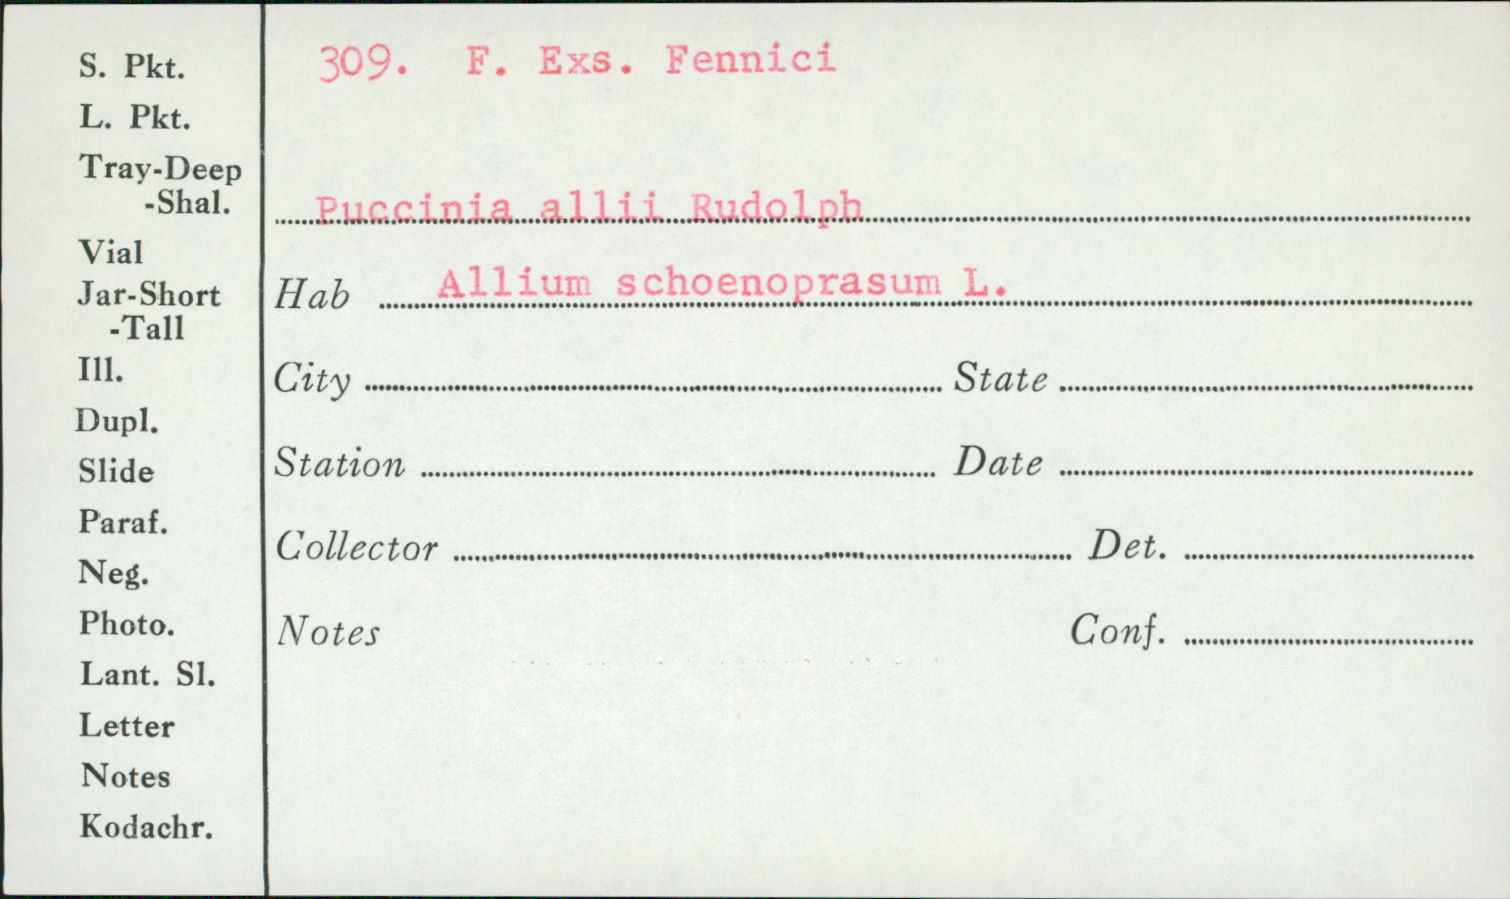 S. Pkt.
L. Pkt.
Tray-Deep
-Shal.
Vial
Jar-Short
-Tall
Ill.
Dupl.
Slide
Paraf.
Neg.
Photo.
Lant. Sl.
Letter
Notes
Kodachr.
309. F. Exs. Fennici
Puccinia allii Rudolph
Hab Allium schoenoprasum L.
City State
Station Date
Collector Det.
Notes Conf.